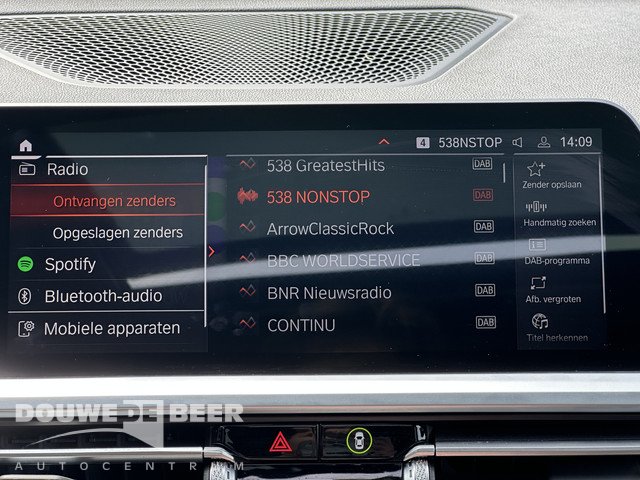 4 538NSTOP 14:09
Radio
Ontvangen zenders
Opgeslagen zenders
Spotify
Bluetooth-audio
Mobiele apparaten
538 GreatestHits DAB
538 NONSTOP DAB
ArrowClassicRock DAB
BBC WORLDSERVICE DAB
BNR Nieuwsradio DAB
CONTINU DAB
Zender opslaan
Handmatig zoeken
DAB-programma
Afb. vergroten
Titel herkennen
DOUWE DE BEER
AUTOCENTRUM